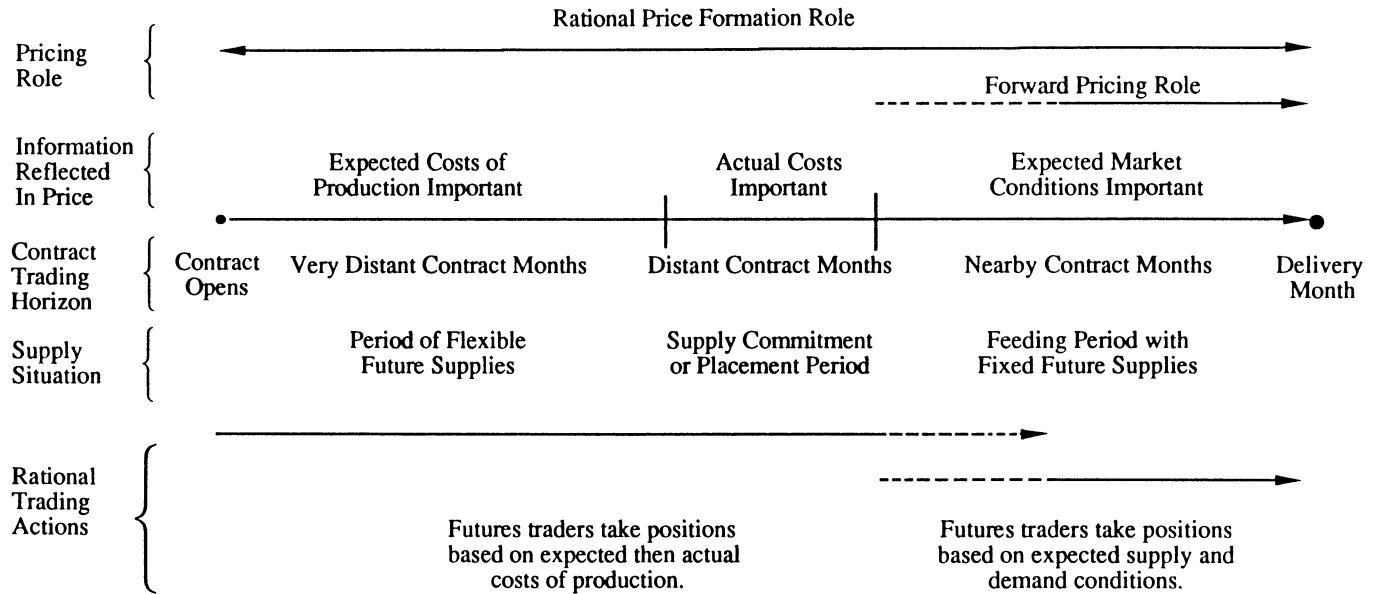 Rational Price Formation Role
Pricing
Role
Forward Pricing Role
Information
Reflected
In Price
Expected Costs of
Production Important
Actual Costs
Important
Expected Market
Conditions Important
Contract
Trading
Horizon
Contract
Opens
Very Distant Contract Months
Distant Contract Months
Nearby Contract Months
Delivery
Month
Supply
Situation
Period of Flexible
Future Supplies
Supply Commitment
or Placement Period
Feeding Period with
Fixed Future Supplies
Rational
Trading
Actions
Futures traders take positions
based on expected then actual
costs of production.
Futures traders take positions
based on expected supply and
demand conditions.